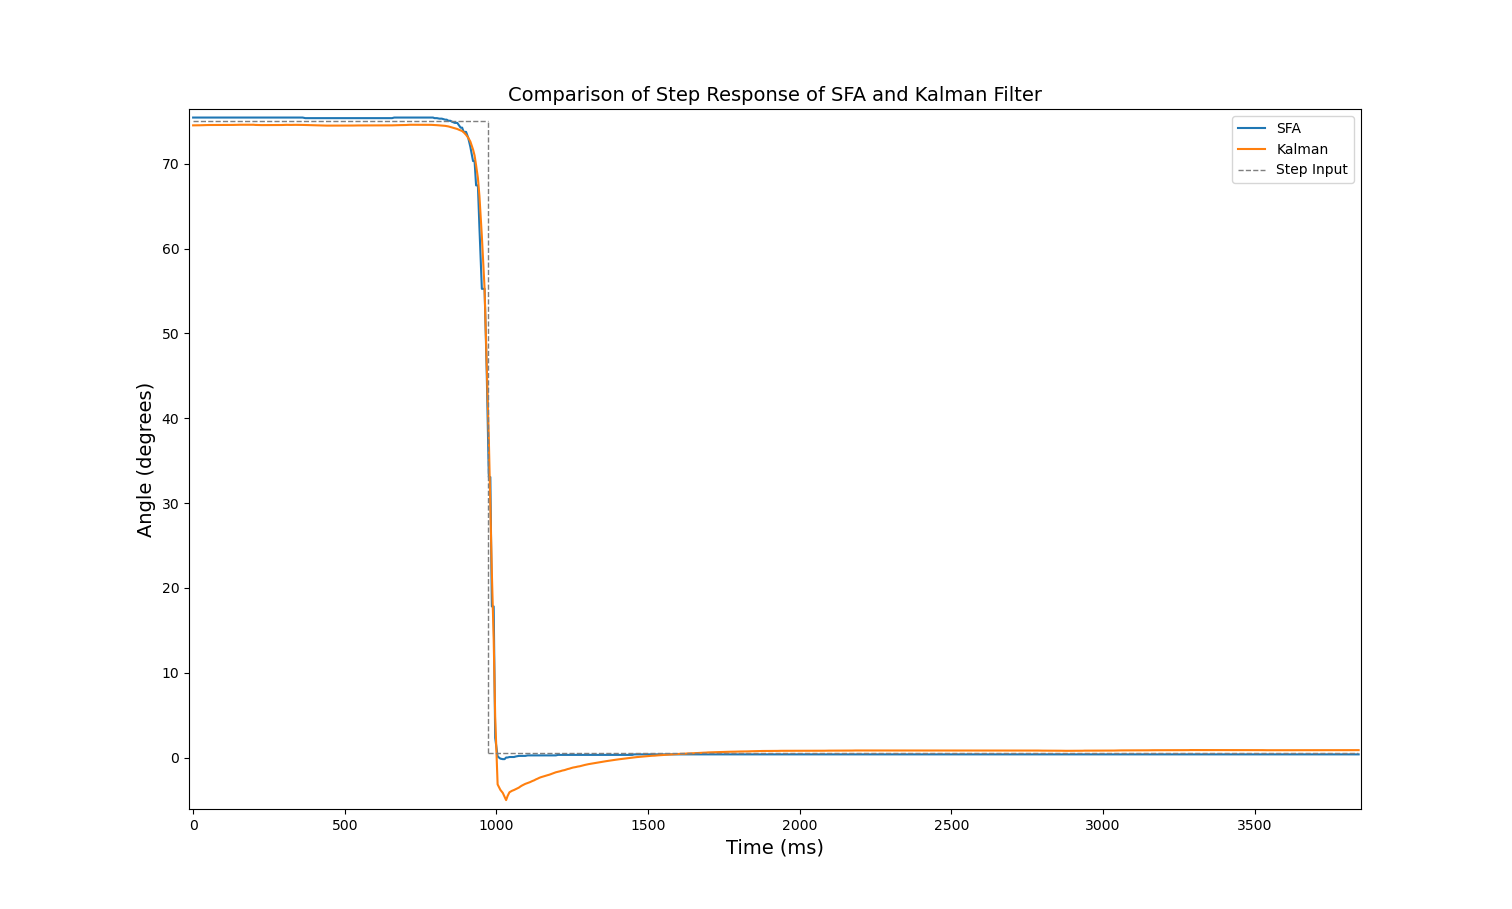 Comparison of Step Response of SFA and Kalman Filter
SFA
Kalman
Step Input
70
60
50
40
30
20
10
0
Angle (degrees)
0 500 1000 1500 2000 2500 3000 3500
Time (ms)